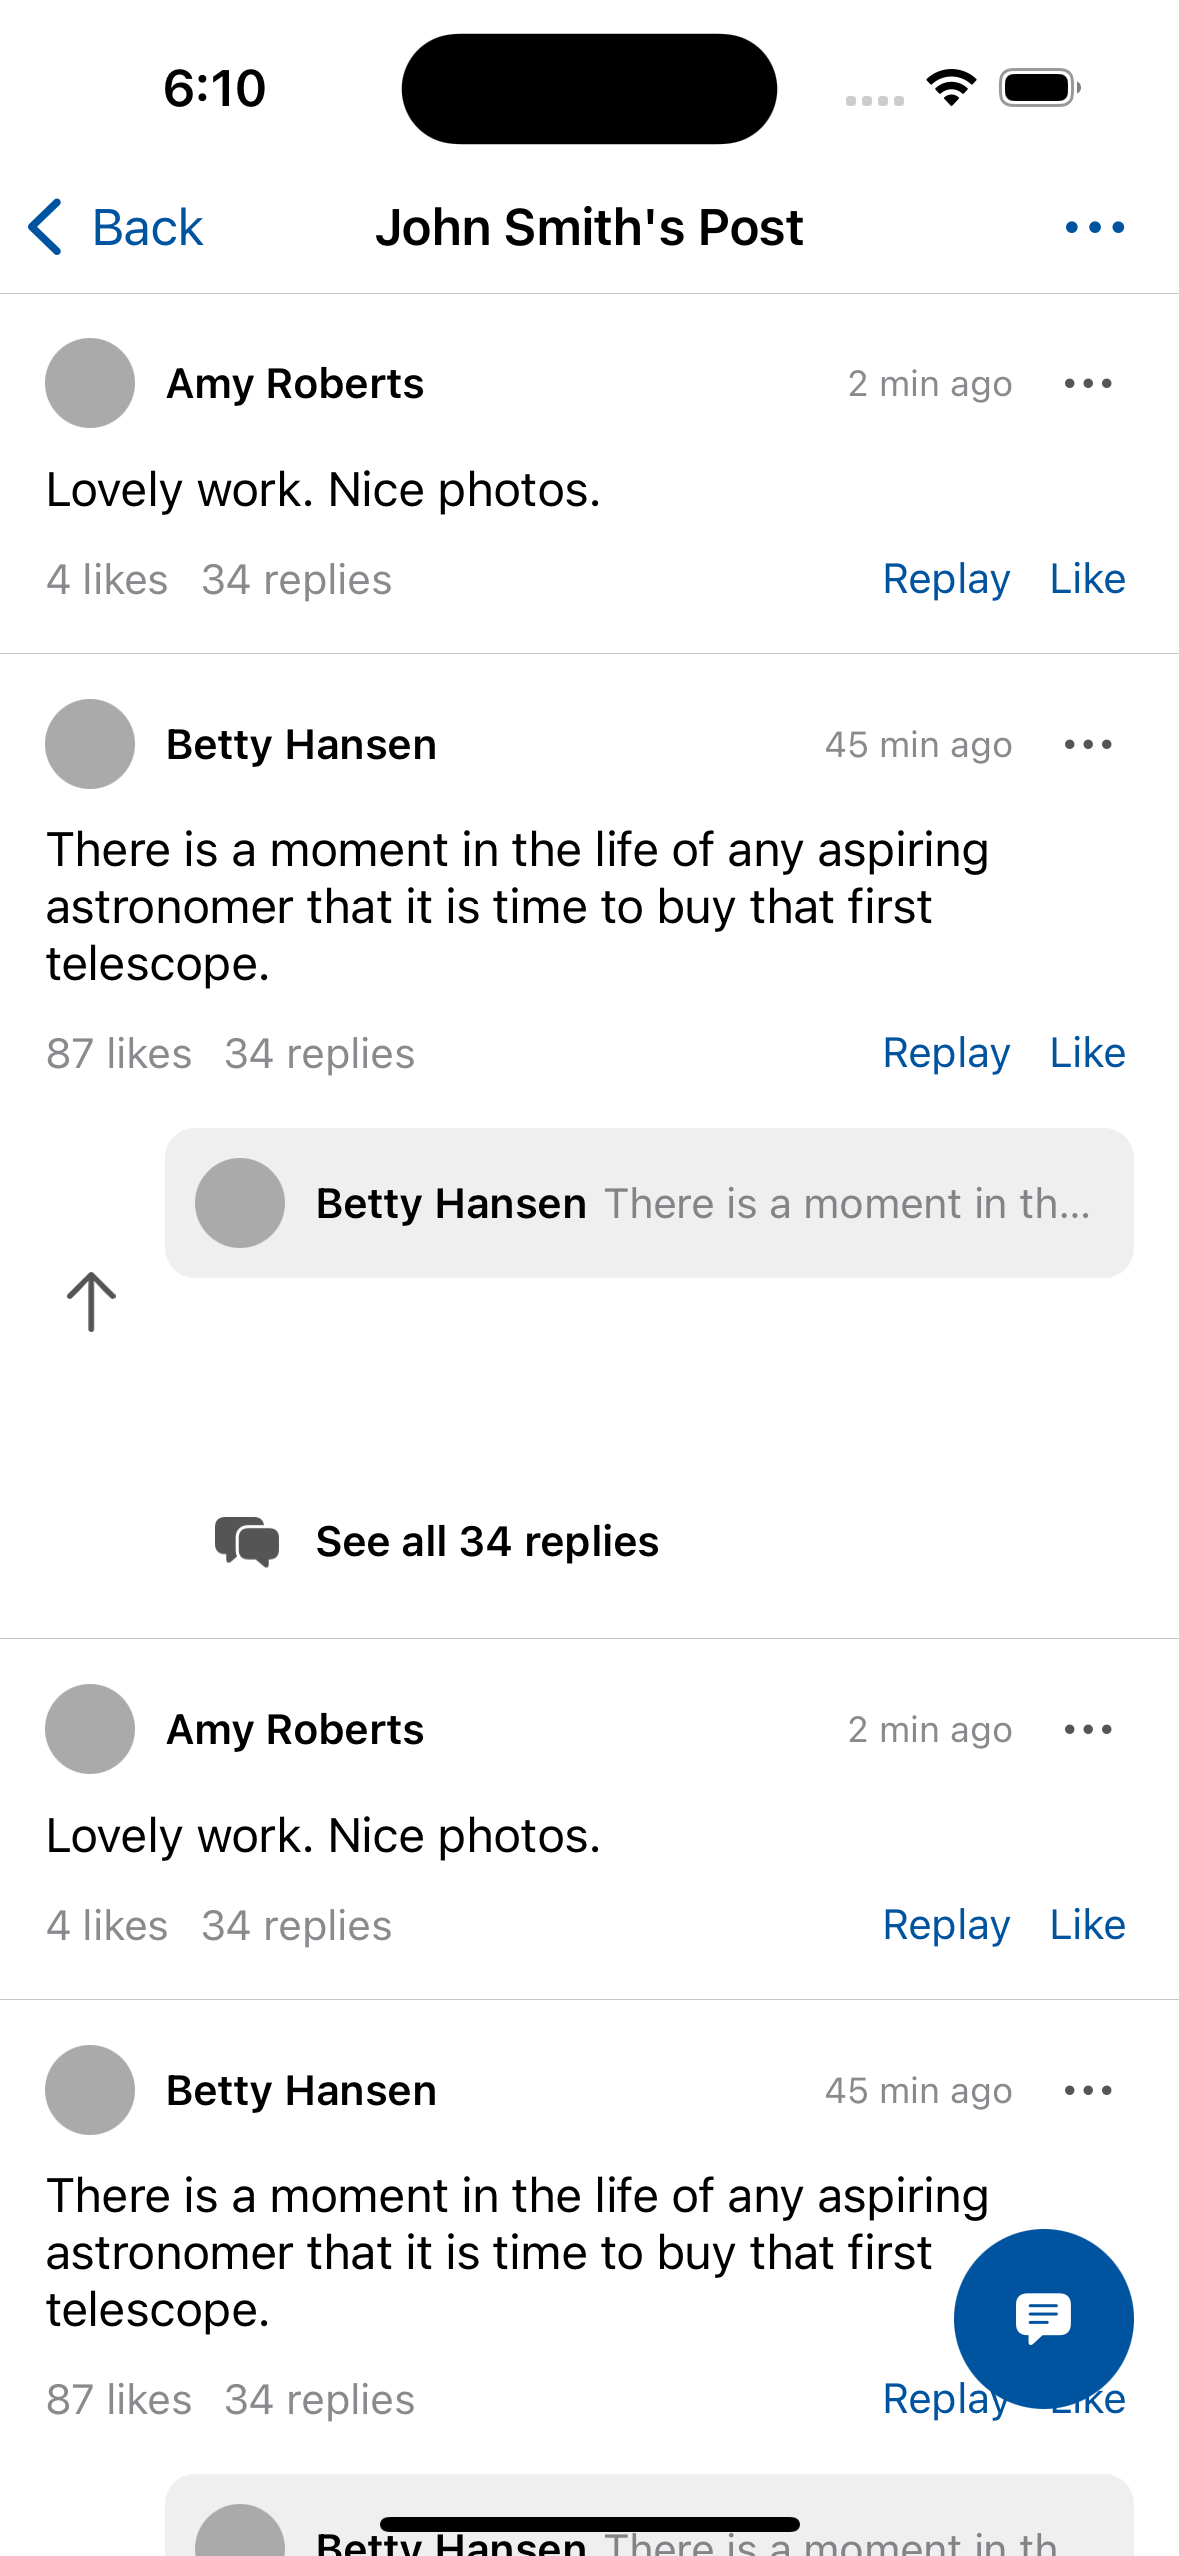 6:10
Back
John Smith's Post
Amy Roberts
2 min ago
Lovely work. Nice photos.
4 likes 34 replies
Replay Like
Betty Hansen
45 min ago
There is a moment in the life of any aspiring
astronomer that it is time to buy that first
telescope.
87 likes 34 replies
Replay Like
Betty Hansen There is a moment in th...
See all 34 replies
Amy Roberts
2 min ago
Lovely work. Nice photos.
4 likes 34 replies
Replay Like
Betty Hansen
45 min ago
There is a moment in the life of any aspiring
astronomer that it is time to buy that first
telescope.
87 likes 34 replies
Replay Like
Betty Hansen There is a moment in th